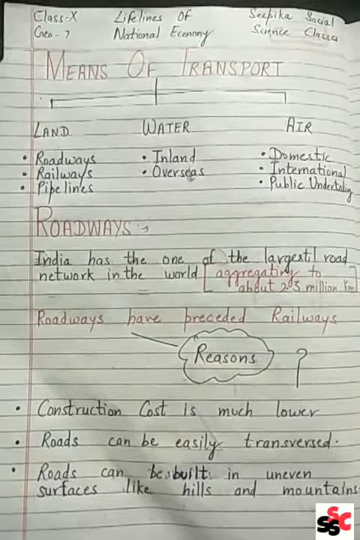 Class-X Lifelines Of Seepika Social
Geo-7 National Economy Science Classes
MEANS OF TRANSPORT
LAND WATER AIR
• Roadways • Inland • Domestic
• Railways • Overseas • International
• Pipelines • Public Undertaking
ROADWAYS :→
India has the one of the largest road
network in the world [aggregating to
about 2.3 million km]
Roadways have preceded Railways
Reasons ?
• Construction Cost is much lower
• Roads can be easily transversed.
• Roads can be built in uneven
surfaces like hills and mountains
SSSC